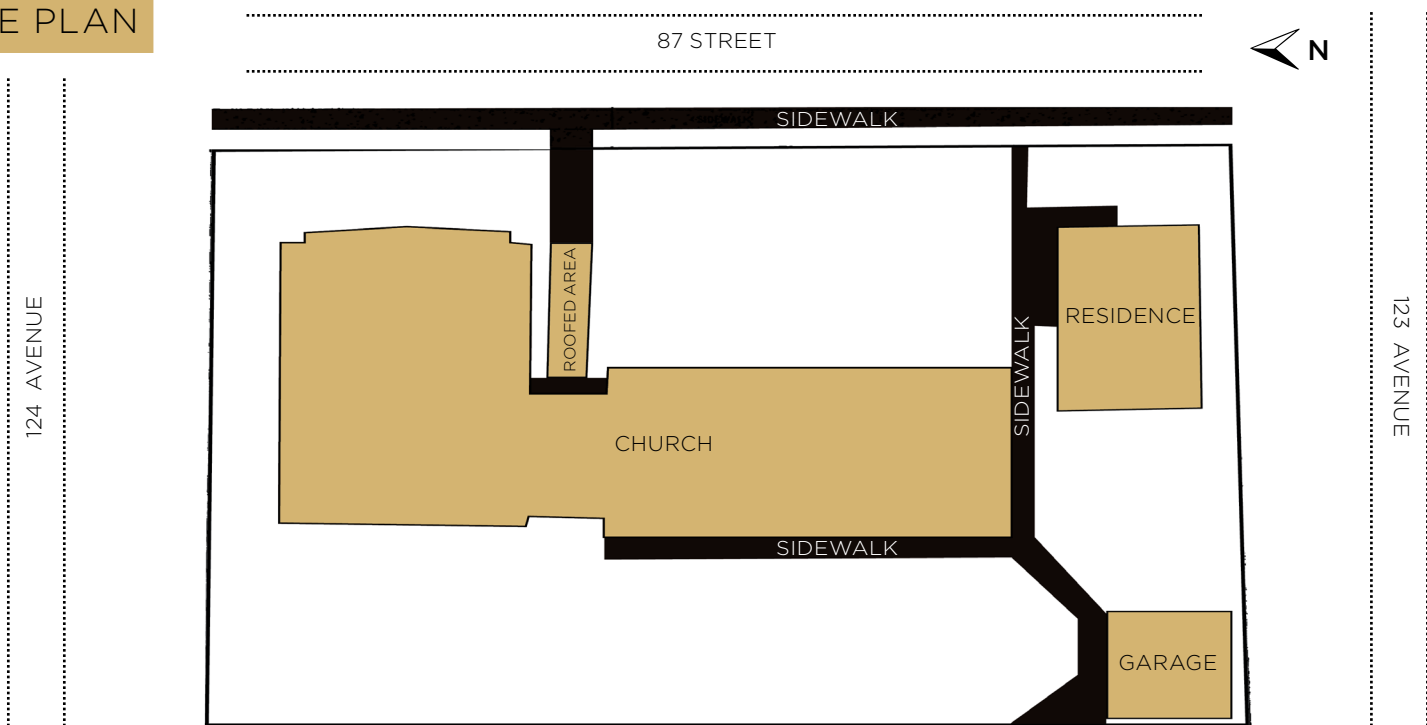 E PLAN
87 STREET
N
SIDEWALK
124 AVENUE
ROOFED AREA
SIDEWALK
RESIDENCE
123 AVENUE
CHURCH
SIDEWALK
GARAGE